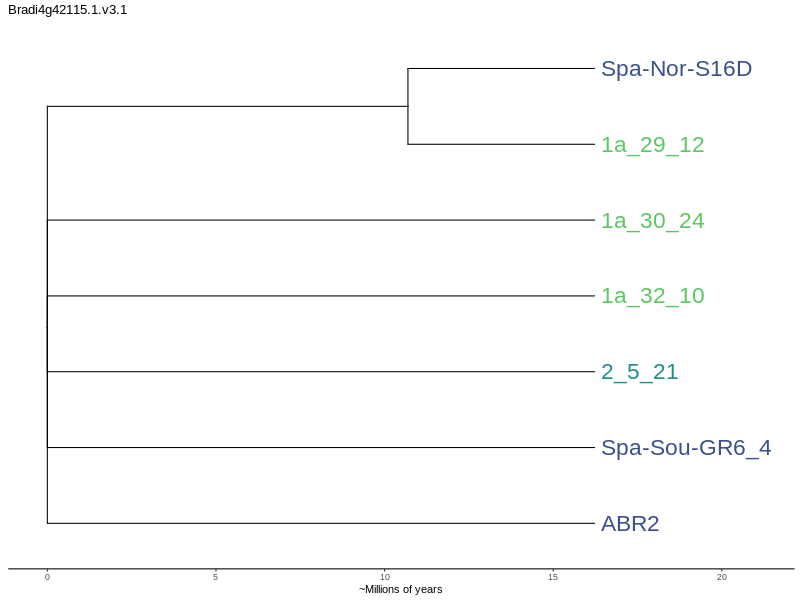 Bradi4g42115.1.v3.1
Spa-Nor-S16D
1a_29_12
1a_30_24
1a_32_10
2_5_21
Spa-Sou-GR6_4
ABR2
0 5 10 15 20
~Millions of years